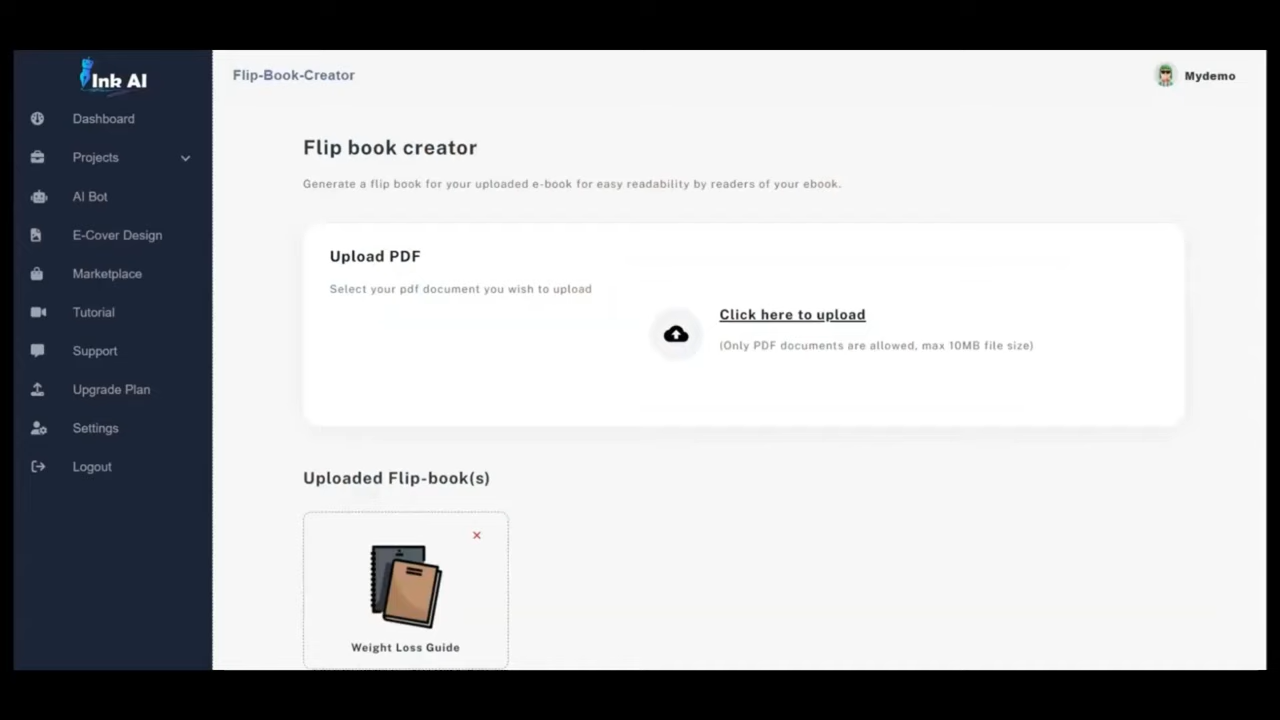 Ink AI
Dashboard
Projects
AI Bot
E-Cover Design
Marketplace
Tutorial
Support
Upgrade Plan
Settings
Logout
Flip-Book-Creator
Mydemo
Flip book creator
Generate a flip book for your uploaded e-book for easy readability by readers of your ebook.
Upload PDF
Select your pdf document you wish to upload
Click here to upload
(Only PDF documents are allowed, max 10MB file size)
Uploaded Flip-book(s)
Weight Loss Guide